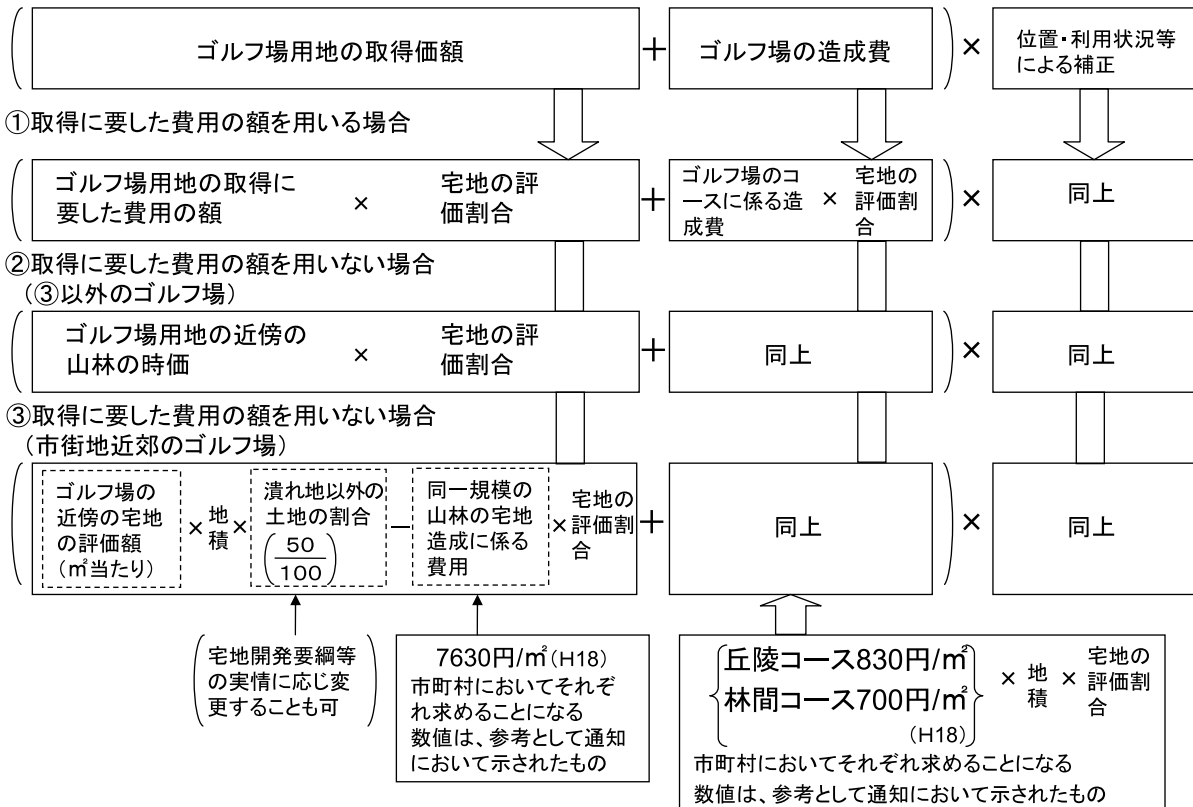 ( ゴルフ場用地の取得価額 + ゴルフ場の造成費 ) × 位置・利用状況等
による補正
①取得に要した費用の額を用いる場合
( ゴルフ場用地の取得に
要した費用の額
×
宅地の評
価割合
+
ゴルフ場のコ
ースに係る造
成費
×
宅地の
評価割
合
) ×
同上
②取得に要した費用の額を用いない場合
(③以外のゴルフ場)
( ゴルフ場用地の近傍の
山林の時価
×
宅地の評
価割合
+
同上
) ×
同上
③取得に要した費用の額を用いない場合
(市街地近郊のゴルフ場)
( ゴルフ場の
近傍の宅地
の評価額
(㎡当たり)
×
地
積
×
潰れ地以外の
土地の割合
(50/100)
−
同一規模の
山林の宅地
造成に係る
費用
×
宅地の
評価割
合
+
同上
) ×
同上
(宅地開発要綱等
の実情に応じ変
更することも可)
7630円/㎡(H18)
市町村においてそれぞ
れ求めることになる
数値は、参考として通知
において示されたもの
{丘陵コース830円/㎡
林間コース700円/㎡}
(H18)
×
地
積
×
宅地の
評価割
合
市町村においてそれぞれ求めることになる
数値は、参考として通知において示されたもの